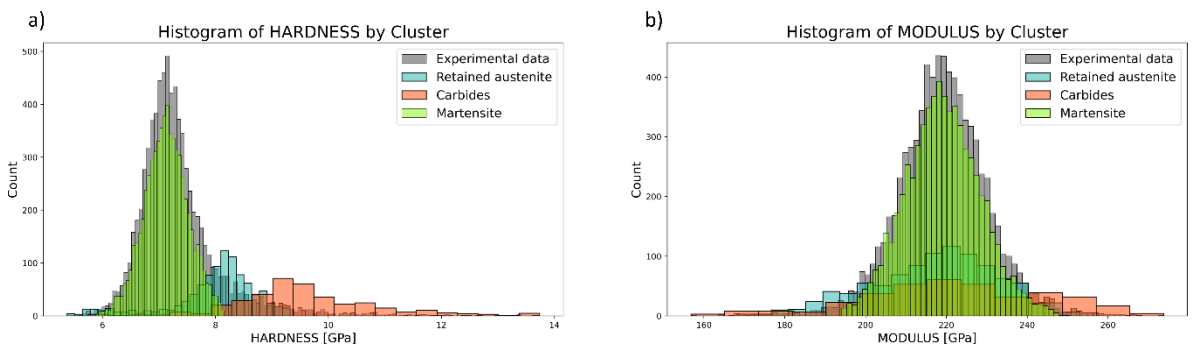 a)
Histogram of HARDNESS by Cluster
Experimental data
Retained austenite
Carbides
Martensite
Count
500
400
300
200
100
0
6
8
10
12
14
HARDNESS [GPa]
b)
Histogram of MODULUS by Cluster
Experimental data
Retained austenite
Carbides
Martensite
Count
400
300
200
100
0
160
180
200
220
240
260
MODULUS [GPa]